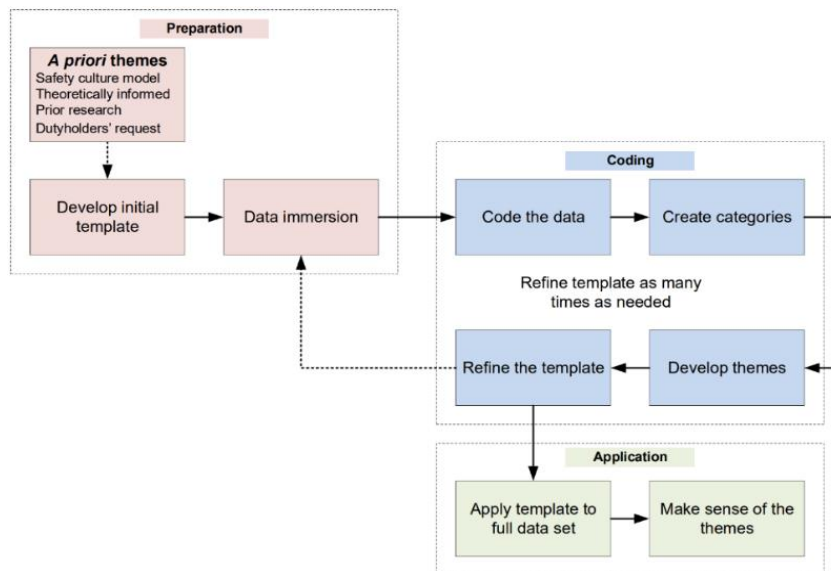 Preparation
A priori themes
Safety culture model
Theoretically informed
Prior research
Dutyholders' request
Develop initial
template
Data immersion
Coding
Code the data
Create categories
Refine template as many
times as needed
Refine the template
Develop themes
Application
Apply template to
full data set
Make sense of the
themes